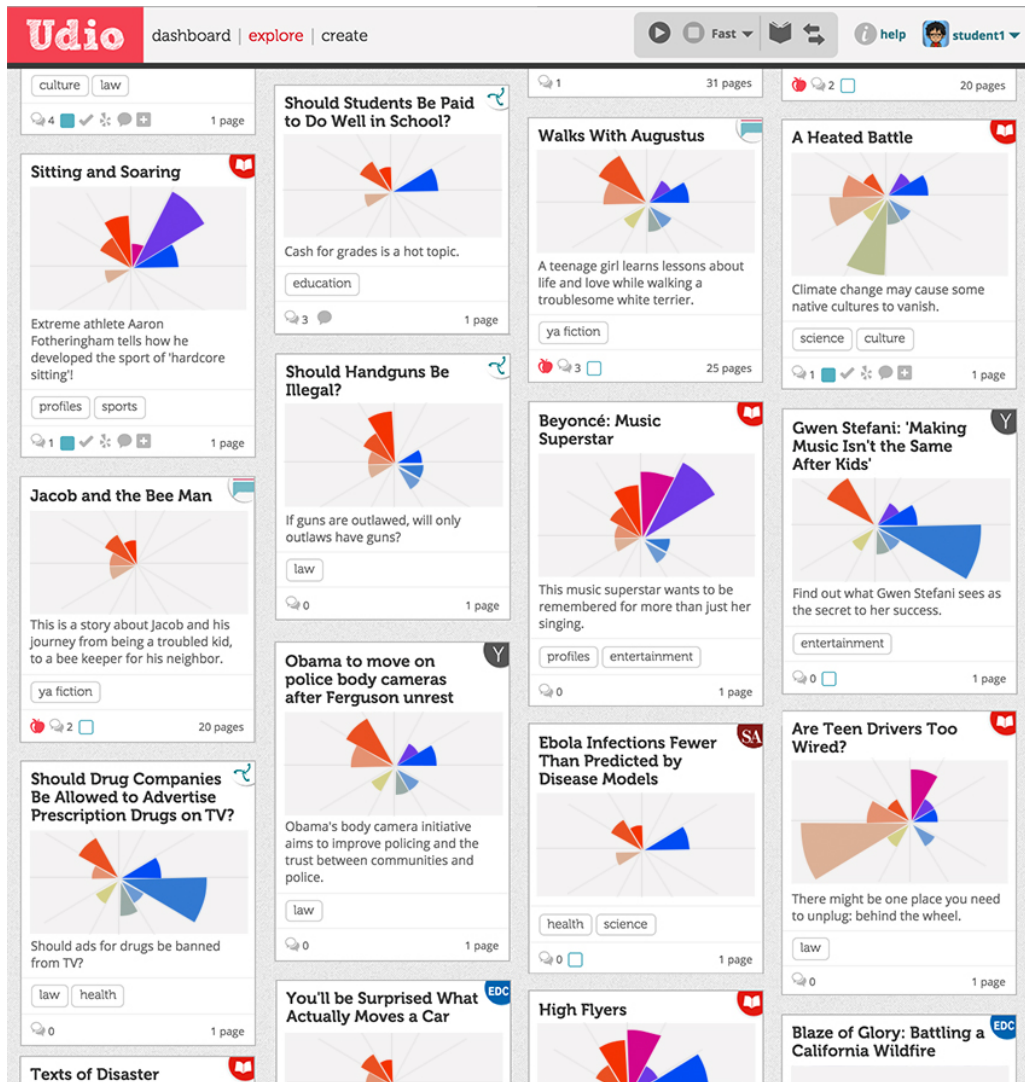 Udio
dashboard | explore | create
Fast
help
student1
culture
law
4
1 page
Sitting and Soaring
Extreme athlete Aaron
Fotheringham tells how he
developed the sport of 'hardcore
sitting'!
profiles
sports
1
1 page
Jacob and the Bee Man
This is a story about Jacob and his
journey from being a troubled kid,
to a bee keeper for his neighbor.
ya fiction
2
20 pages
Should Drug Companies
Be Allowed to Advertise
Prescription Drugs on TV?
Should ads for drugs be banned
from TV?
law
health
0
1 page
Texts of Disaster
Should Students Be Paid
to Do Well in School?
Cash for grades is a hot topic.
education
3
1 page
Should Handguns Be
Illegal?
If guns are outlawed, will only
outlaws have guns?
law
0
1 page
Obama to move on
police body cameras
after Ferguson unrest
Y
Obama's body camera initiative
aims to improve policing and the
trust between communities and
police.
law
0
1 page
You'll be Surprised What
Actually Moves a Car
EDC
1
31 pages
Walks With Augustus
A teenage girl learns lessons about
life and love while walking a
troublesome white terrier.
ya fiction
3
25 pages
Beyoncé: Music
Superstar
This music superstar wants to be
remembered for more than just her
singing.
profiles
entertainment
0
1 page
Ebola Infections Fewer
Than Predicted by
Disease Models
SA
health
science
0
1 page
High Flyers
2
20 pages
A Heated Battle
Climate change may cause some
native cultures to vanish.
science
culture
1
1 page
Gwen Stefani: 'Making
Music Isn't the Same
After Kids'
Y
Find out what Gwen Stefani sees as
the secret to her success.
entertainment
0
1 page
Are Teen Drivers Too
Wired?
There might be one place you need
to unplug: behind the wheel.
law
0
1 page
Blaze of Glory: Battling a
California Wildfire
EDC